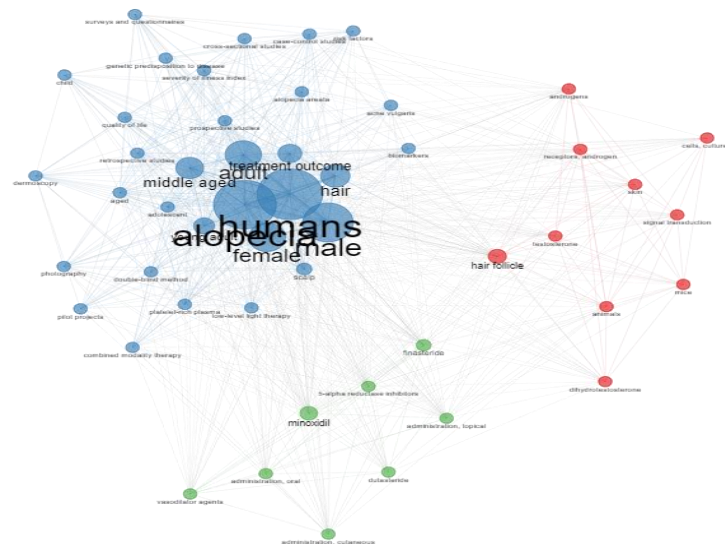 surveys and questionnaires
cross-sectional studies
case-control studies
risk factors
genetic predisposition to disease
severity of illness index
child
alopecia areata
androgens
acne vulgaris
quality of life
prospective studies
cells, cultured
retrospective studies
biomarkers
receptors, androgen
treatment outcome
adult
middle aged
dermoscopy
hair
skin
aged
adolescent
signal transduction
humans
young adult
alopecia
male
female
testosterone
hair follicle
photography
double-blind method
scalp
mice
pilot projects
platelet-rich plasma
low-level light therapy
animals
combined modality therapy
finasteride
5-alpha reductase inhibitors
dihydrotestosterone
minoxidil
administration, topical
administration, oral
dutasteride
vasodilator agents
administration, cutaneous